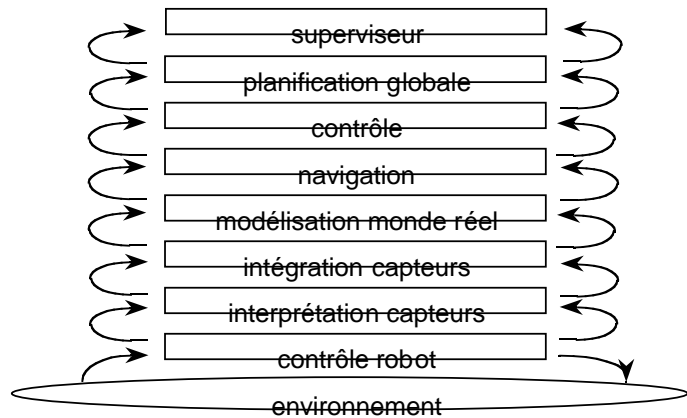 superviseur
planification globale
contrôle
navigation
modélisation monde réel
intégration capteurs
interprétation capteurs
contrôle robot
environnement